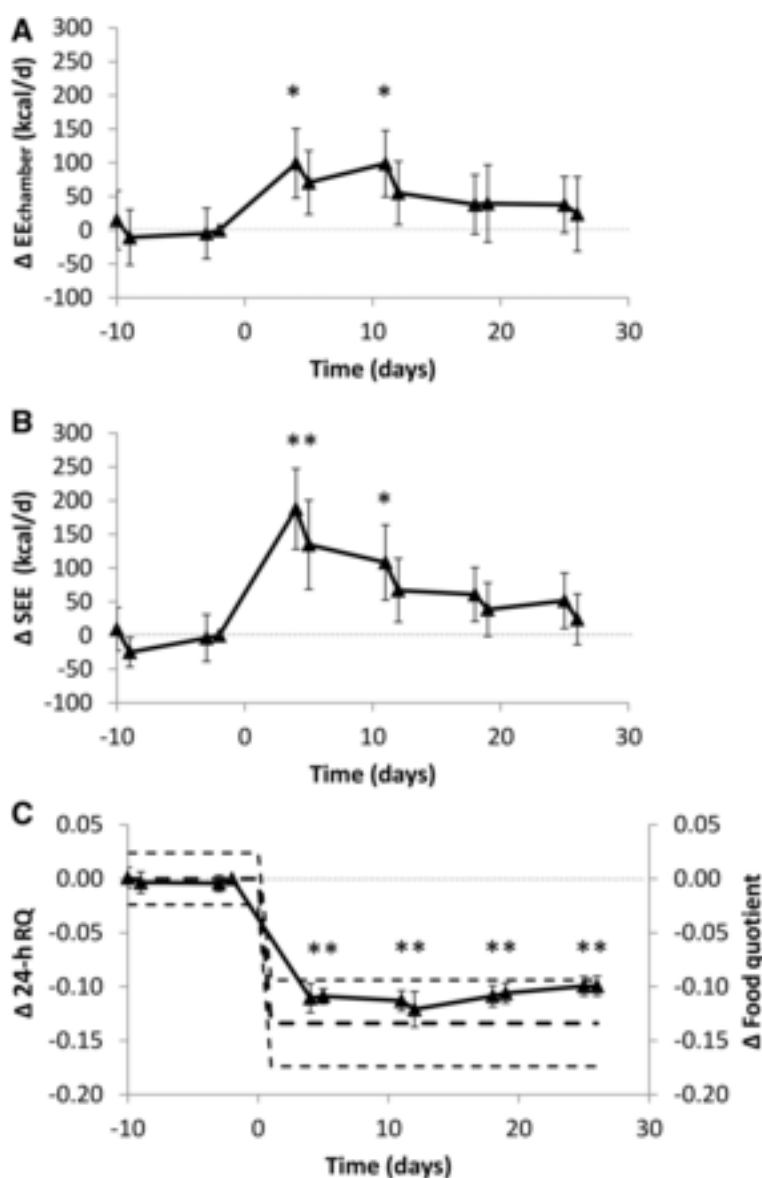 A
300
250
200
150
100
50
0
-50
-100
Δ EEchamber (kcal/d)
* *
-10 0 10 20 30
Time (days)
B
300
250
200
150
100
50
0
-50
-100
Δ SEE (kcal/d)
** *
-10 0 10 20 30
Time (days)
C
0.05 0.05
0.00 0.00
-0.05 -0.05
-0.10 -0.10
-0.15 -0.15
-0.20 -0.20
Δ 24-h RQ
Δ Food quotient
** ** ** **
-10 0 10 20 30
Time (days)